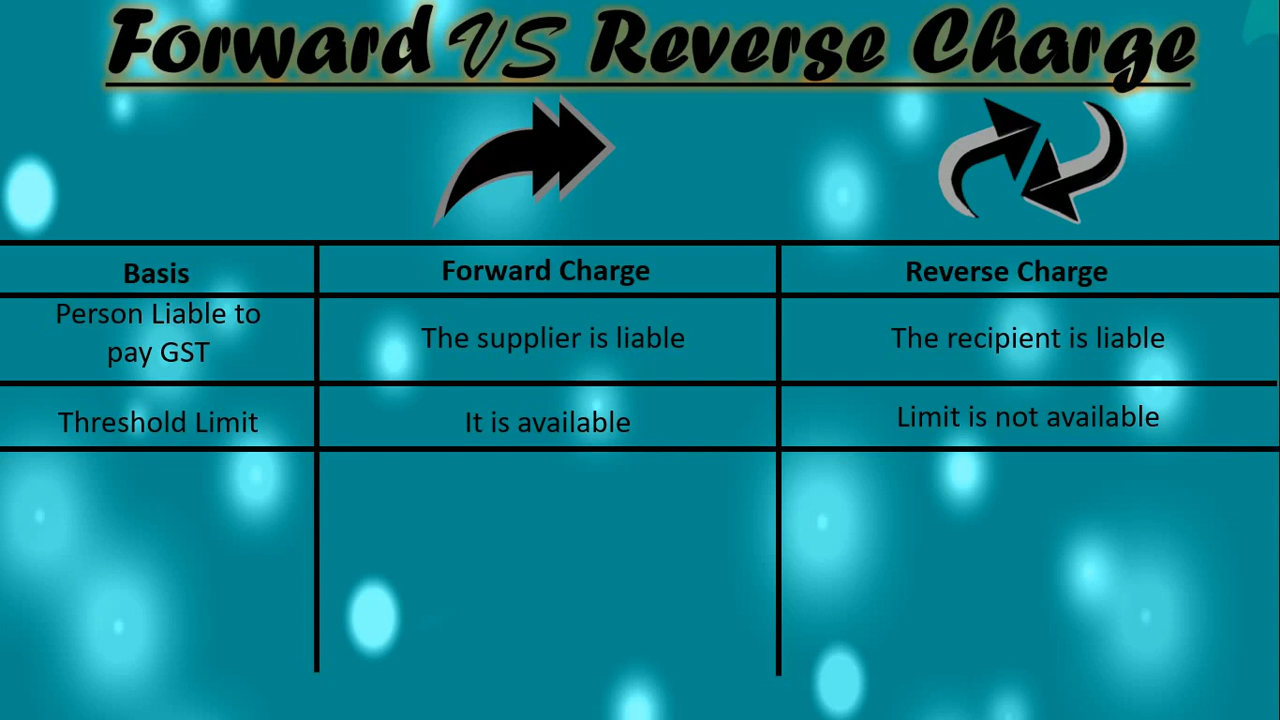 Forward VS Reverse Charge
Basis
Forward Charge
Reverse Charge
Person Liable to
pay GST
The supplier is liable
The recipient is liable
Threshold Limit
It is available
Limit is not available